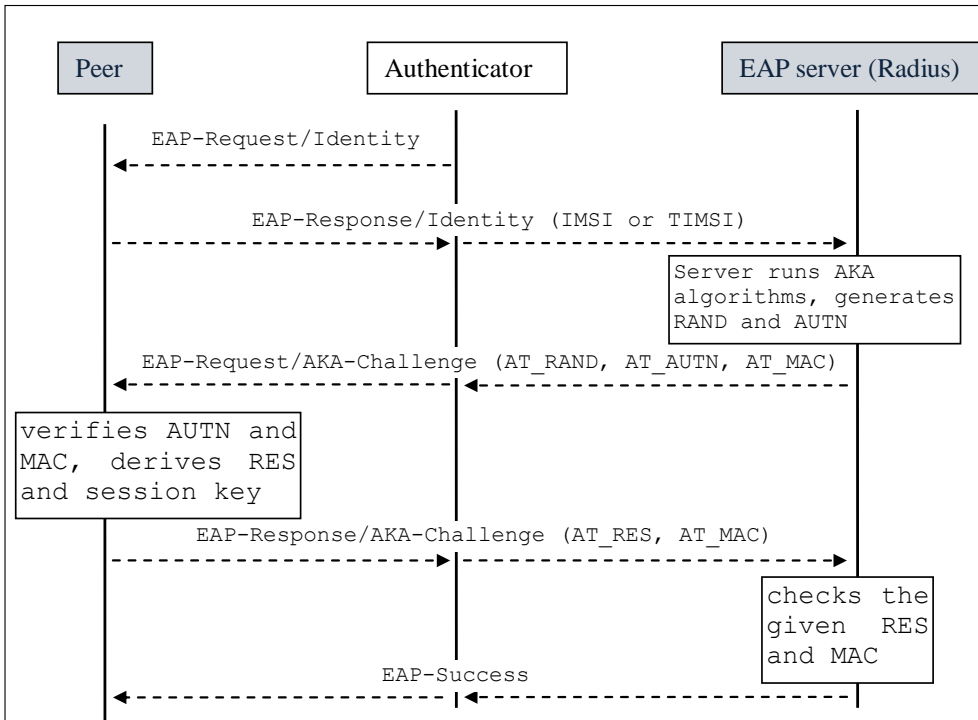 Peer
Authenticator
EAP server (Radius)
EAP-Request/Identity
EAP-Response/Identity (IMSI or TIMSI)
Server runs AKA
algorithms, generates
RAND and AUTN
EAP-Request/AKA-Challenge (AT_RAND, AT_AUTN, AT_MAC)
verifies AUTN and
MAC, derives RES
and session key
EAP-Response/AKA-Challenge (AT_RES, AT_MAC)
checks the
given RES
and MAC
EAP-Success